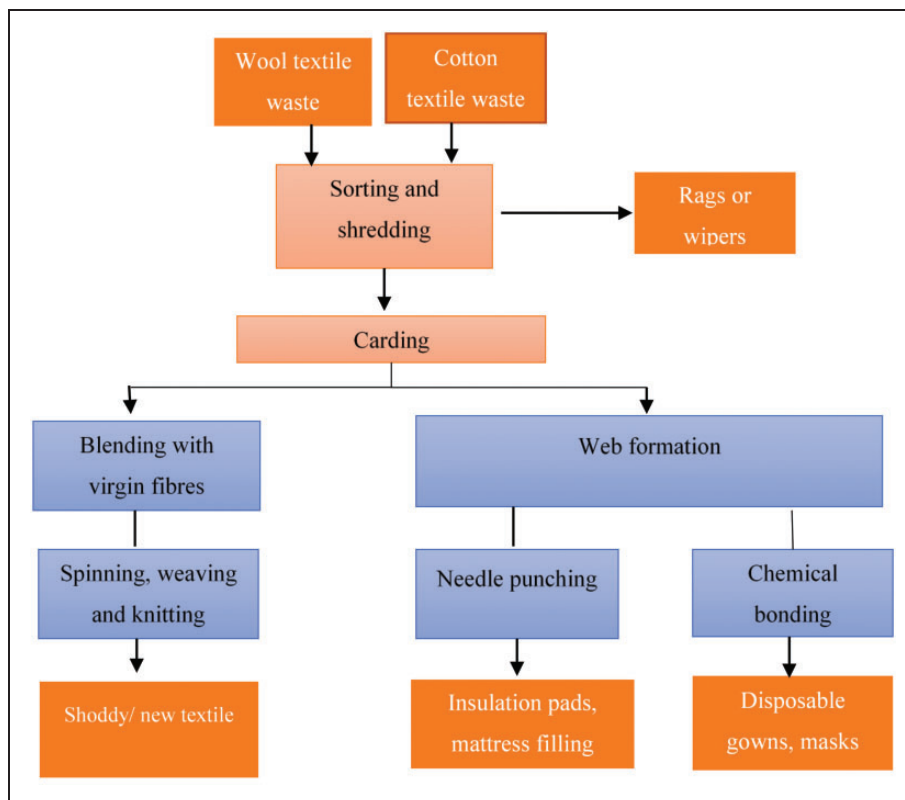 Wool textile
waste
Cotton
textile waste
Sorting and
shredding
Rags or
wipers
Carding
Blending with
virgin fibres
Web formation
Spinning, weaving
and knitting
Needle punching
Chemical
bonding
Shoddy/ new textile
Insulation pads,
mattress filling
Disposable
gowns, masks